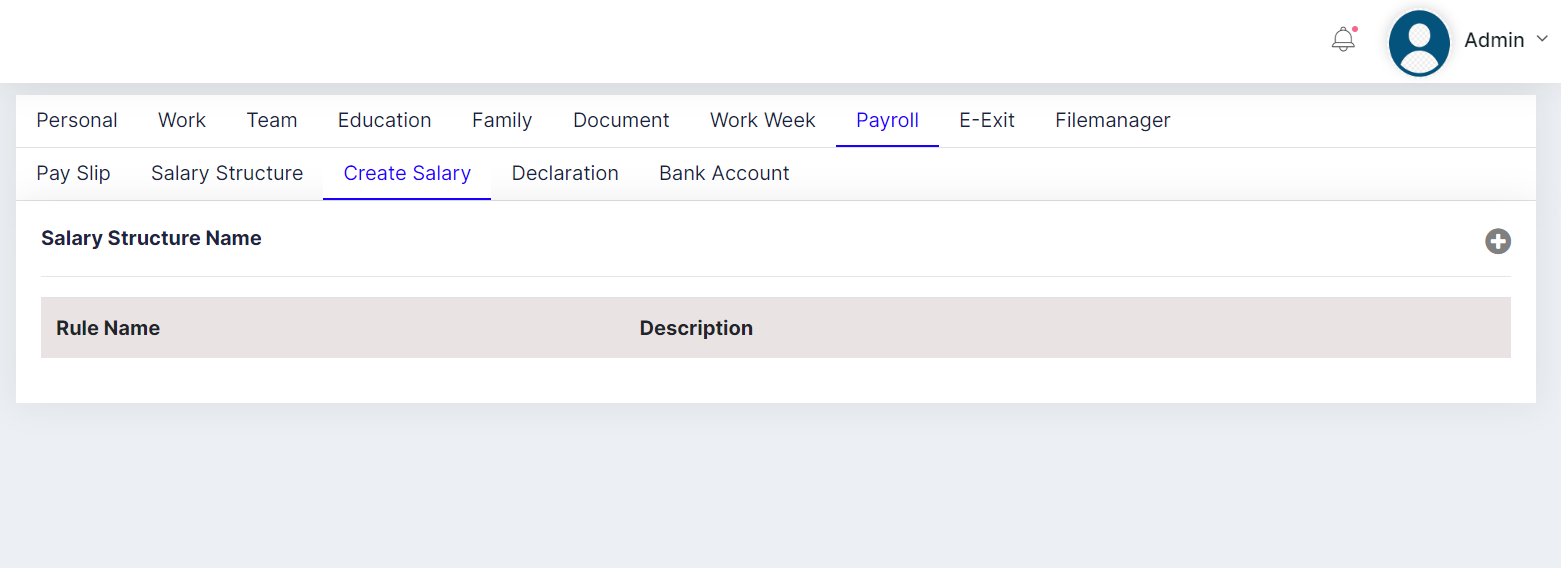 Admin
Personal Work Team Education Family Document Work Week Payroll E-Exit Filemanager
Pay Slip Salary Structure Create Salary Declaration Bank Account
Salary Structure Name
Rule Name Description